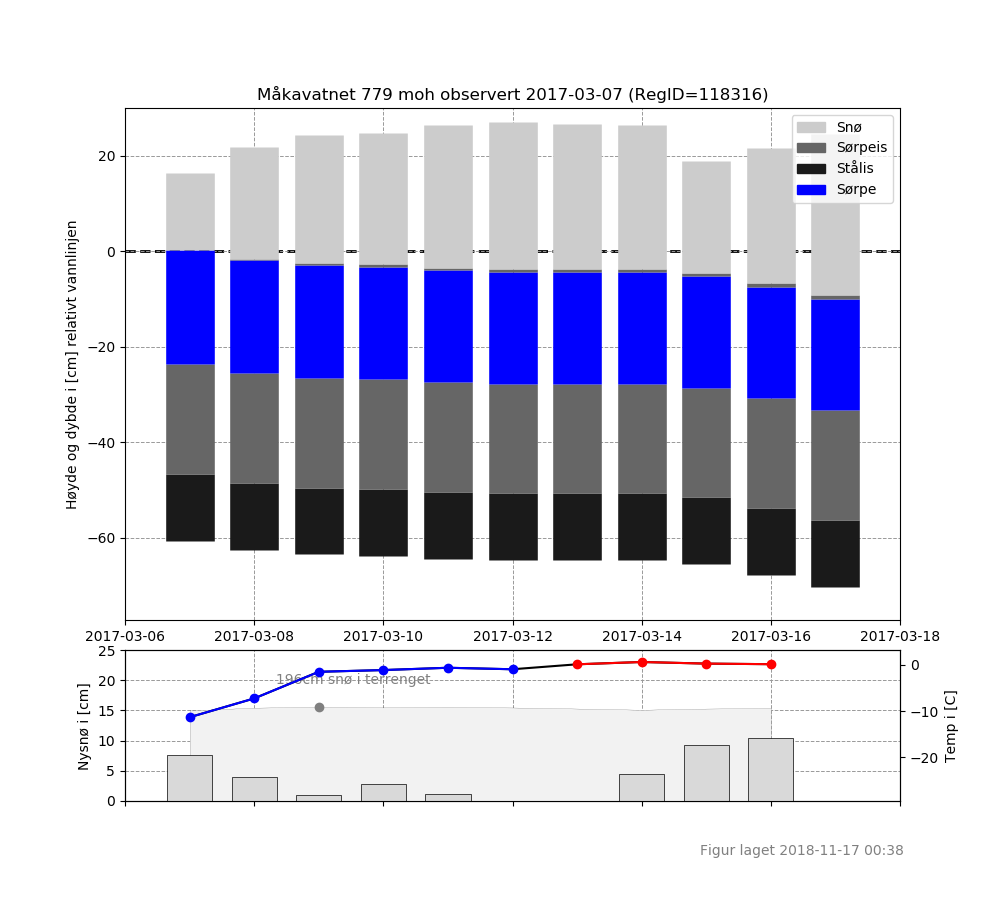 Måkavatnet 779 moh observert 2017-03-07 (RegID=118316)
Snø
Sørpeis
Stålis
Sørpe
Høyde og dybde i [cm] relativt vannlinjen
20
0
−20
−40
−60
2017-03-06 2017-03-08 2017-03-10 2017-03-12 2017-03-14 2017-03-16 2017-03-18
Nysnø i [cm]
25
20
15
10
5
0
196cm snø i terrenget
0
−10
−20
Temp i [C]
Figur laget 2018-11-17 00:38